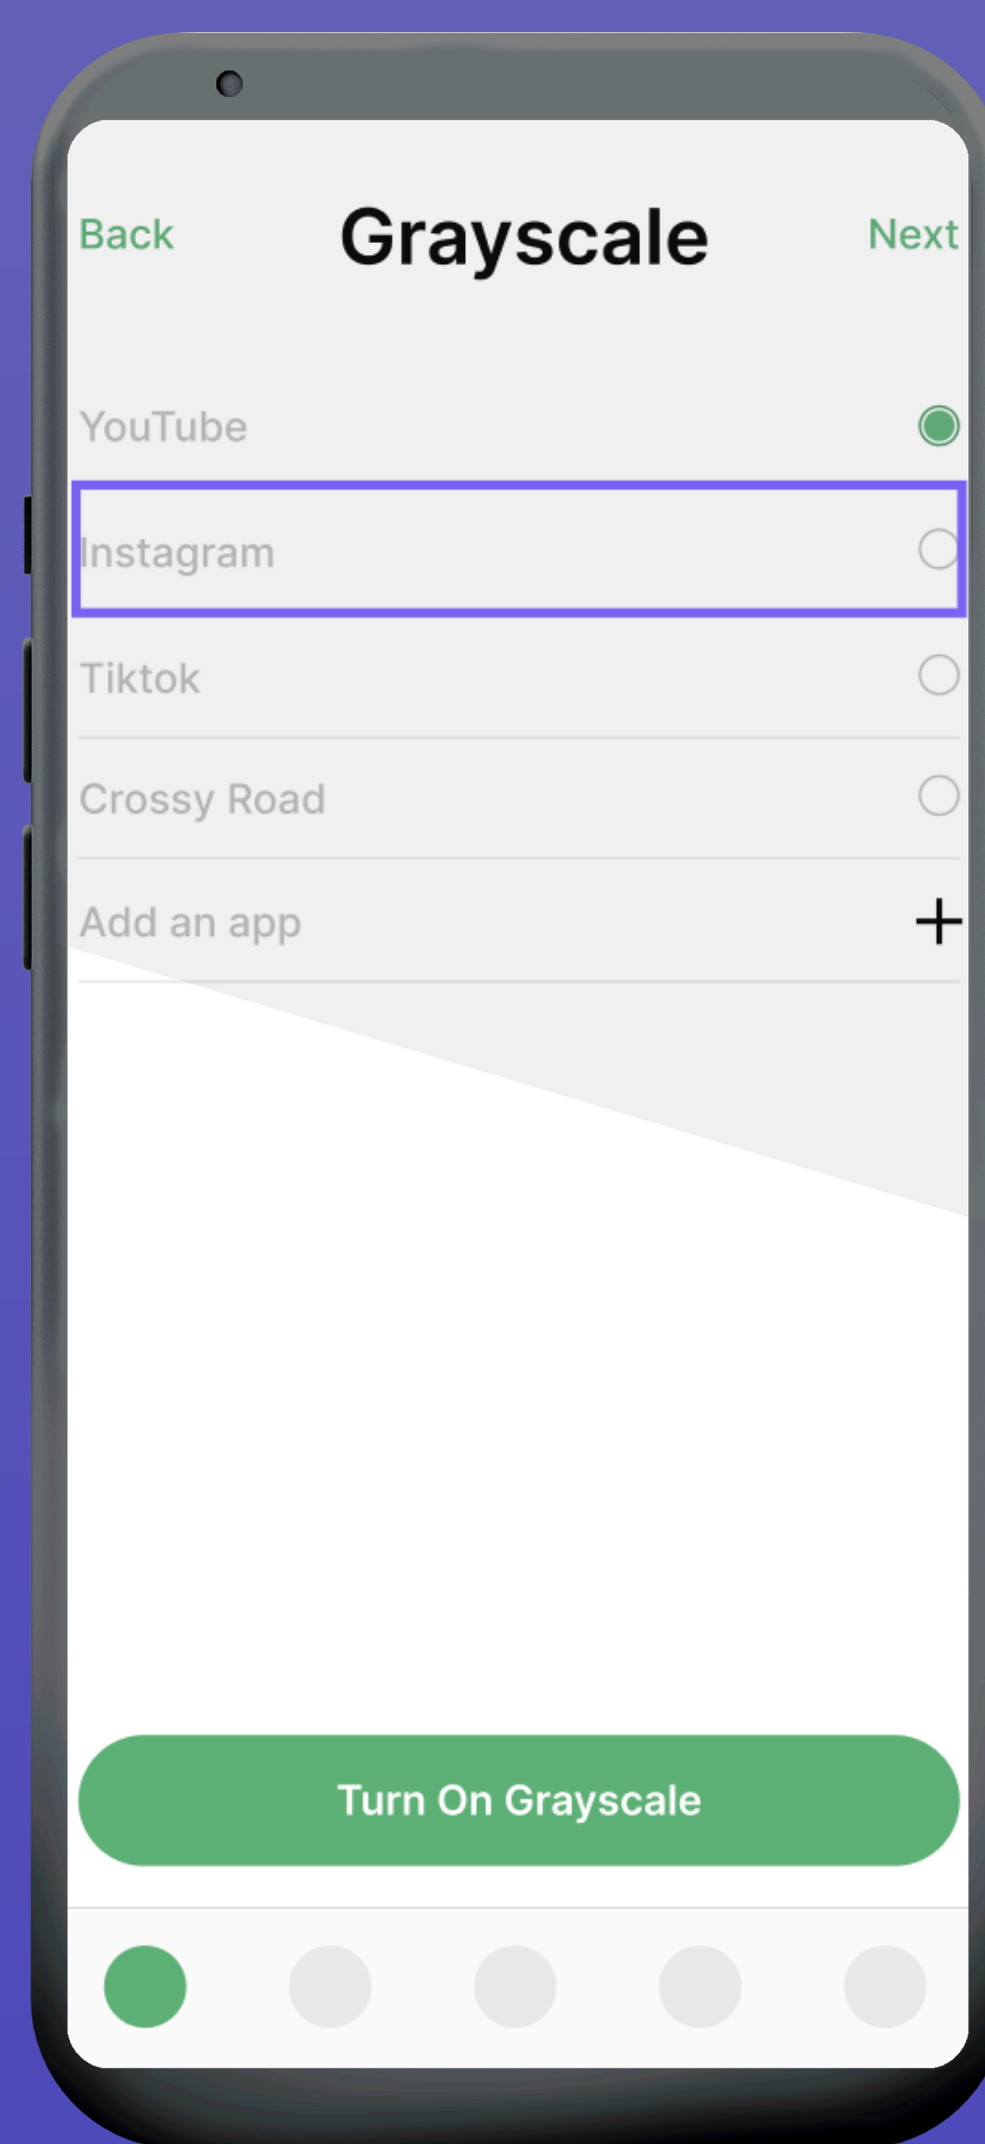 Back
Grayscale
Next
YouTube
Instagram
Tiktok
Crossy Road
Add an app
Turn On Grayscale